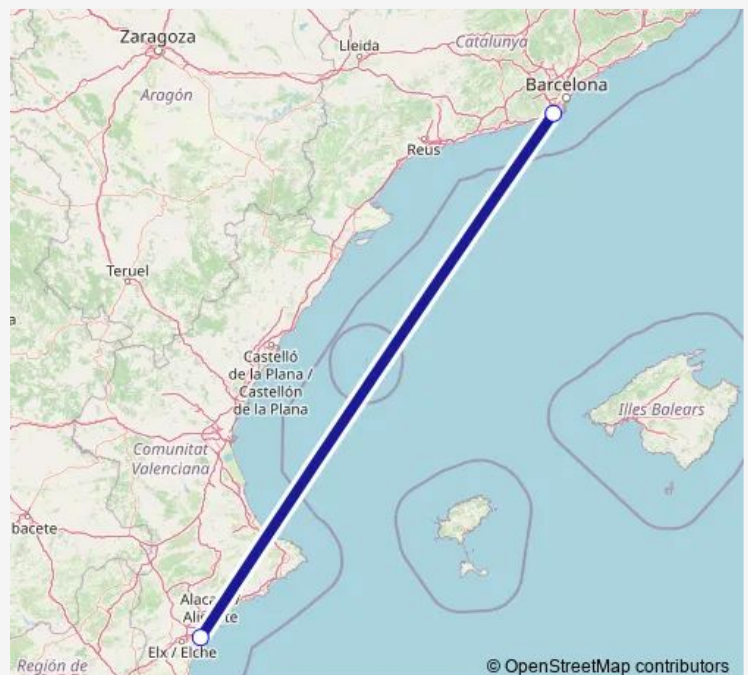 Zaragoza
Lleida
Catalunya
Barcelona
Aragón
Reus
Teruel
a
Castelló
de la Plana /
Castellón
de la Plana
Illes Balears
Comunitat
Valenciana
bacete
Elx / Elche
Región de
© OpenStreetMap contributors